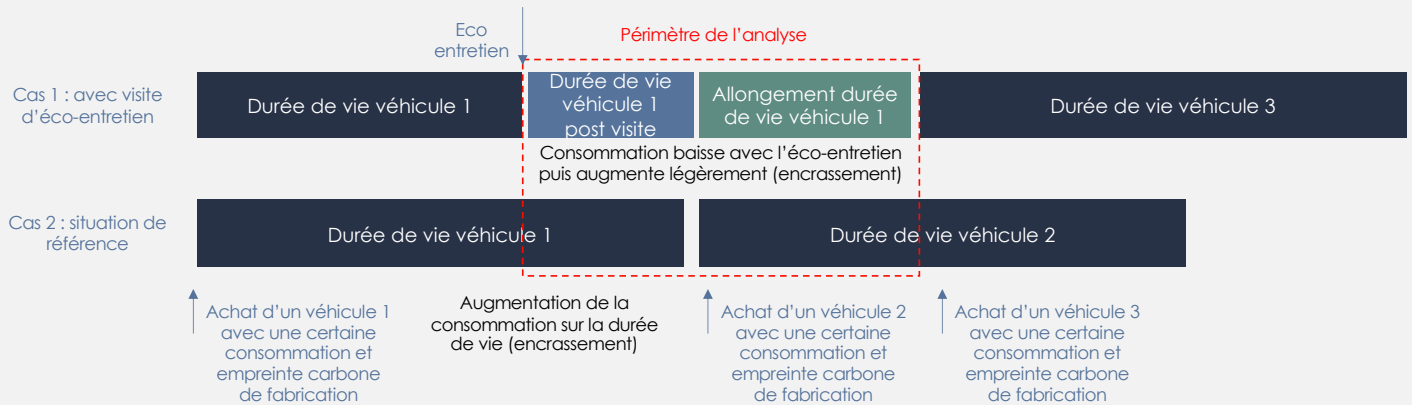 Eco
entretien
Périmètre de l’analyse
Cas 1 : avec visite
d’éco-entretien
Durée de vie véhicule 1
Durée de vie
véhicule 1
post visite
Allongement durée
de vie véhicule 1
Durée de vie véhicule 3
Consommation baisse avec l’éco-entretien
puis augmente légèrement (encrassement)
Cas 2 : situation de
référence
Durée de vie véhicule 1
Durée de vie véhicule 2
Achat d’un véhicule 1
avec une certaine
consommation et
empreinte carbone
de fabrication
Augmentation de la
consommation sur la durée
de vie (encrassement)
Achat d’un véhicule 2
avec une certaine
consommation et
empreinte carbone
de fabrication
Achat d’un véhicule 3
avec une certaine
consommation et
empreinte carbone
de fabrication